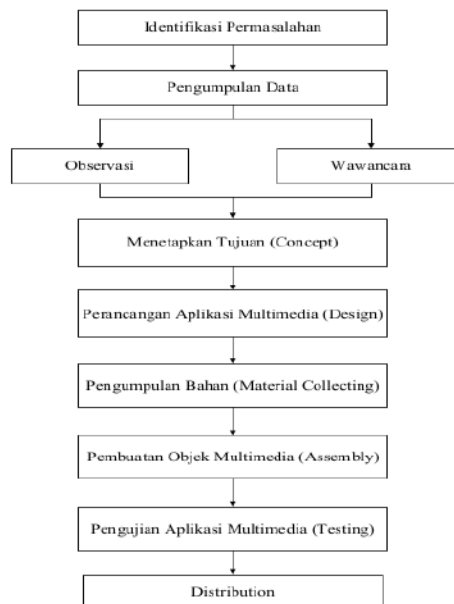 Identifikasi Permasalahan
Pengumpulan Data
Observasi
Wawancara
Menetapkan Tujuan (Concept)
Perancangan Aplikasi Multimedia (Design)
Pengumpulan Bahan (Material Collecting)
Pembuatan Objek Multimedia (Assembly)
Pengujian Aplikasi Multimedia (Testing)
Distribution